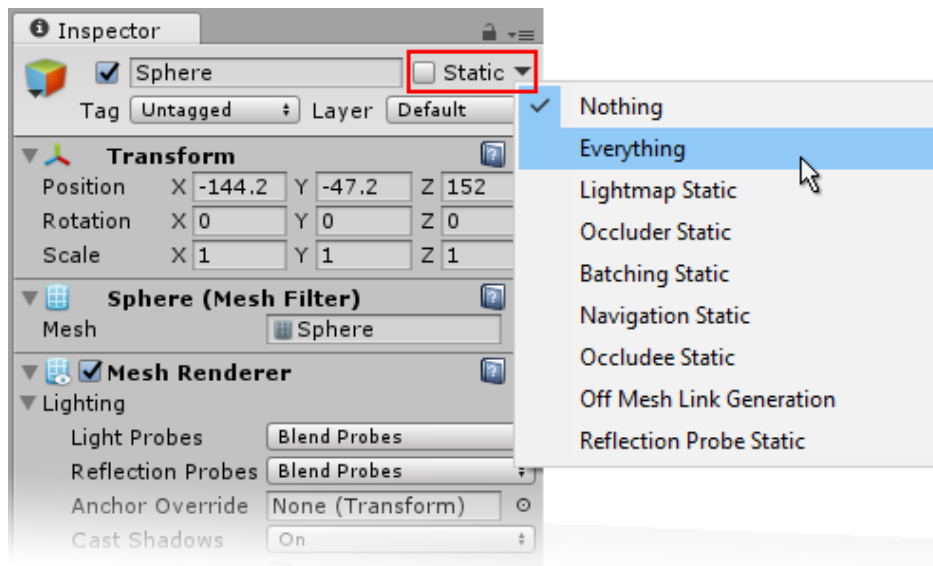 Inspector
Sphere Static
Tag Untagged Layer Default
Transform
Position X -144.2 Y -47.2 Z 152
Rotation X 0 Y 0 Z 0
Scale X 1 Y 1 Z 1
Sphere (Mesh Filter)
Mesh Sphere
Mesh Renderer
Lighting
Light Probes Blend Probes
Reflection Probes Blend Probes
Anchor Override None (Transform)
Cast Shadows On
Nothing
Everything
Lightmap Static
Occluder Static
Batching Static
Navigation Static
Occludee Static
Off Mesh Link Generation
Reflection Probe Static